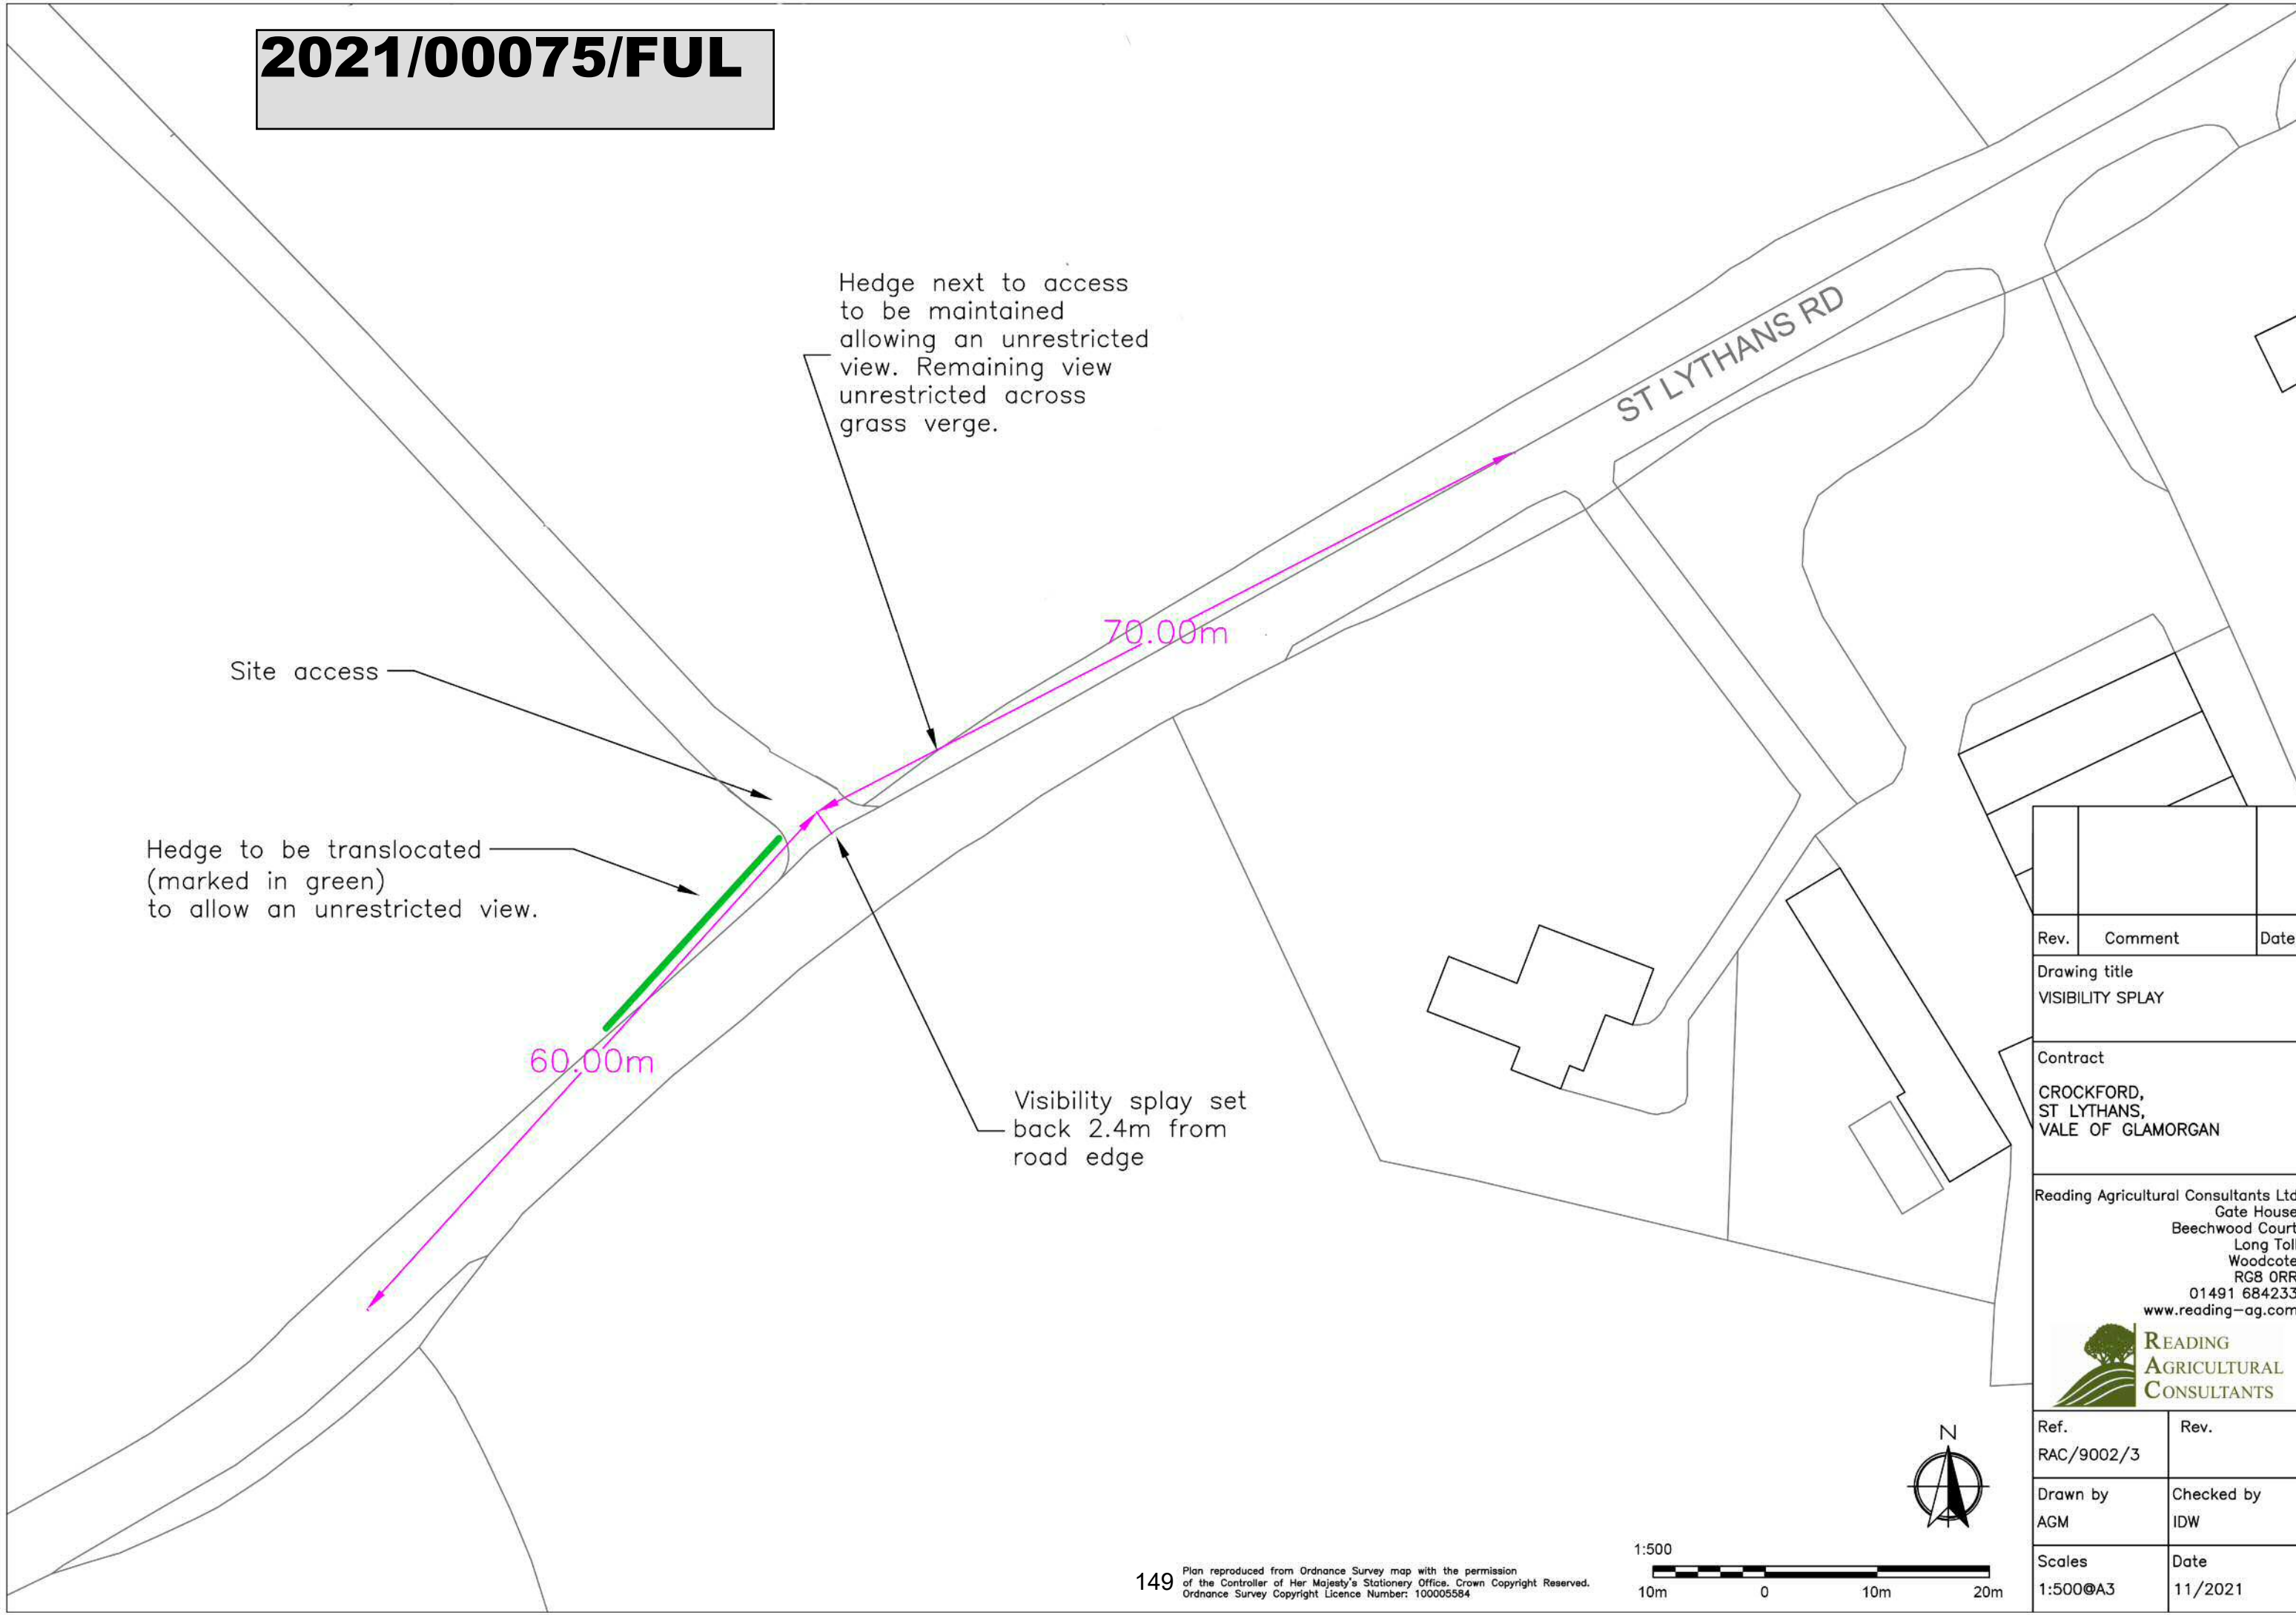 2021/00075/FUL
Hedge next to access
to be maintained
allowing an unrestricted
view. Remaining view
unrestricted across
grass verge.
ST LYTHANS RD
70.00m
Site access
Hedge to be translocated
(marked in green)
to allow an unrestricted view.
60.00m
Visibility splay set
back 2.4m from
road edge
Rev. Comment Date
Drawing title
VISIBILITY SPLAY
Contract
CROCKFORD,
ST LYTHANS,
VALE OF GLAMORGAN
Reading Agricultural Consultants Ltd
Gate House
Beechwood Court
Long Toll
Woodcote
RG8 0RR
01491 684233
www.reading-ag.com
READING
AGRICULTURAL
CONSULTANTS
Ref. Rev.
RAC/9002/3
Drawn by Checked by
AGM IDW
Scales Date
1:500@A3 11/2021
N
1:500
10m 0 10m 20m
149
Plan reproduced from Ordnance Survey map with the permission
of the Controller of Her Majesty's Stationery Office. Crown Copyright Reserved.
Ordnance Survey Copyright Licence Number: 100005584